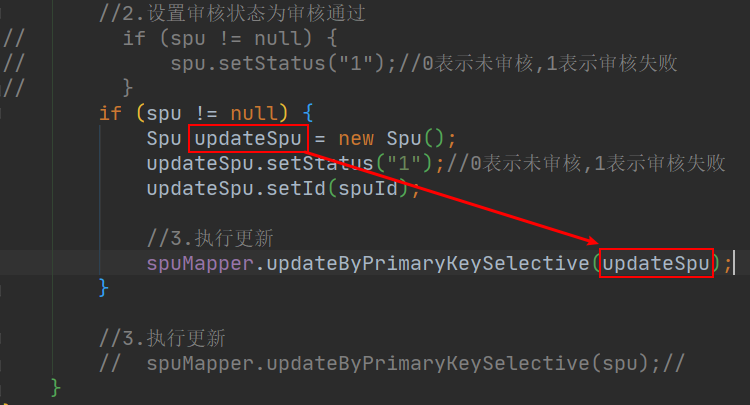 //2.设置审核状态为审核通过
// if (spu != null) {
// spu.setStatus("1");//0表示未审核,1表示审核失败
// }
if (spu != null) {
Spu updateSpu = new Spu();
updateSpu.setStatus("1");//0表示未审核,1表示审核失败
updateSpu.setId(spuId);
//3.执行更新
spuMapper.updateByPrimaryKeySelective(updateSpu);
}
//3.执行更新
// spuMapper.updateByPrimaryKeySelective(spu);//
}